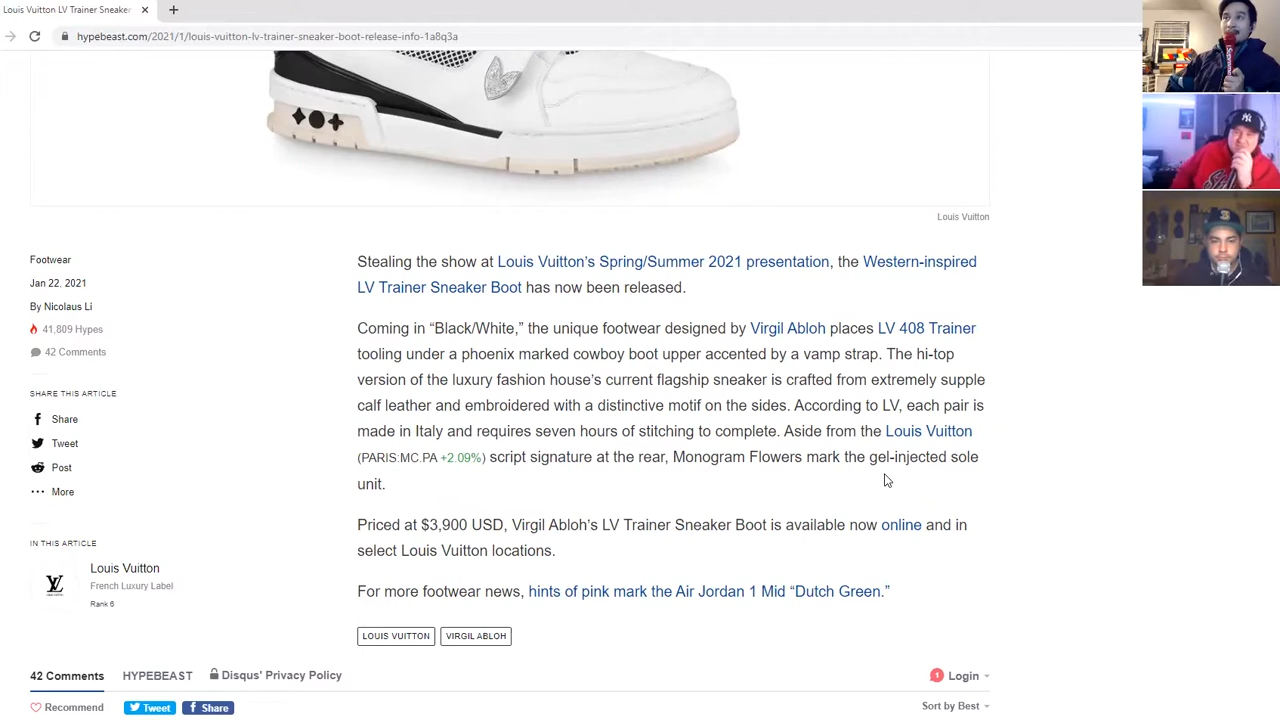 Louis Vuitton LV Trainer Sneaker
hypebeast.com/2021/1/louis-vuitton-lv-trainer-sneaker-boot-release-info-1a8q3a
Louis Vuitton
Footwear
Jan 22, 2021
By Nicolaus Li
41,809 Hypes
42 Comments
SHARE THIS ARTICLE
Share
Tweet
Post
More
IN THIS ARTICLE
Louis Vuitton
French Luxury Label
Rank 6
Stealing the show at Louis Vuitton’s Spring/Summer 2021 presentation, the Western-inspired
LV Trainer Sneaker Boot has now been released.
Coming in “Black/White,” the unique footwear designed by Virgil Abloh places LV 408 Trainer
tooling under a phoenix marked cowboy boot upper accented by a vamp strap. The hi-top
version of the luxury fashion house’s current flagship sneaker is crafted from extremely supple
calf leather and embroidered with a distinctive motif on the sides. According to LV, each pair is
made in Italy and requires seven hours of stitching to complete. Aside from the Louis Vuitton
(PARIS:MC.PA +2.09%) script signature at the rear, Monogram Flowers mark the gel-injected sole
unit.
Priced at $3,900 USD, Virgil Abloh’s LV Trainer Sneaker Boot is available now online and in
select Louis Vuitton locations.
For more footwear news, hints of pink mark the Air Jordan 1 Mid “Dutch Green.”
LOUIS VUITTON VIRGIL ABLOH
42 Comments HYPEBEAST Disqus' Privacy Policy 1 Login
Recommend Tweet Share Sort by Best
Supreme